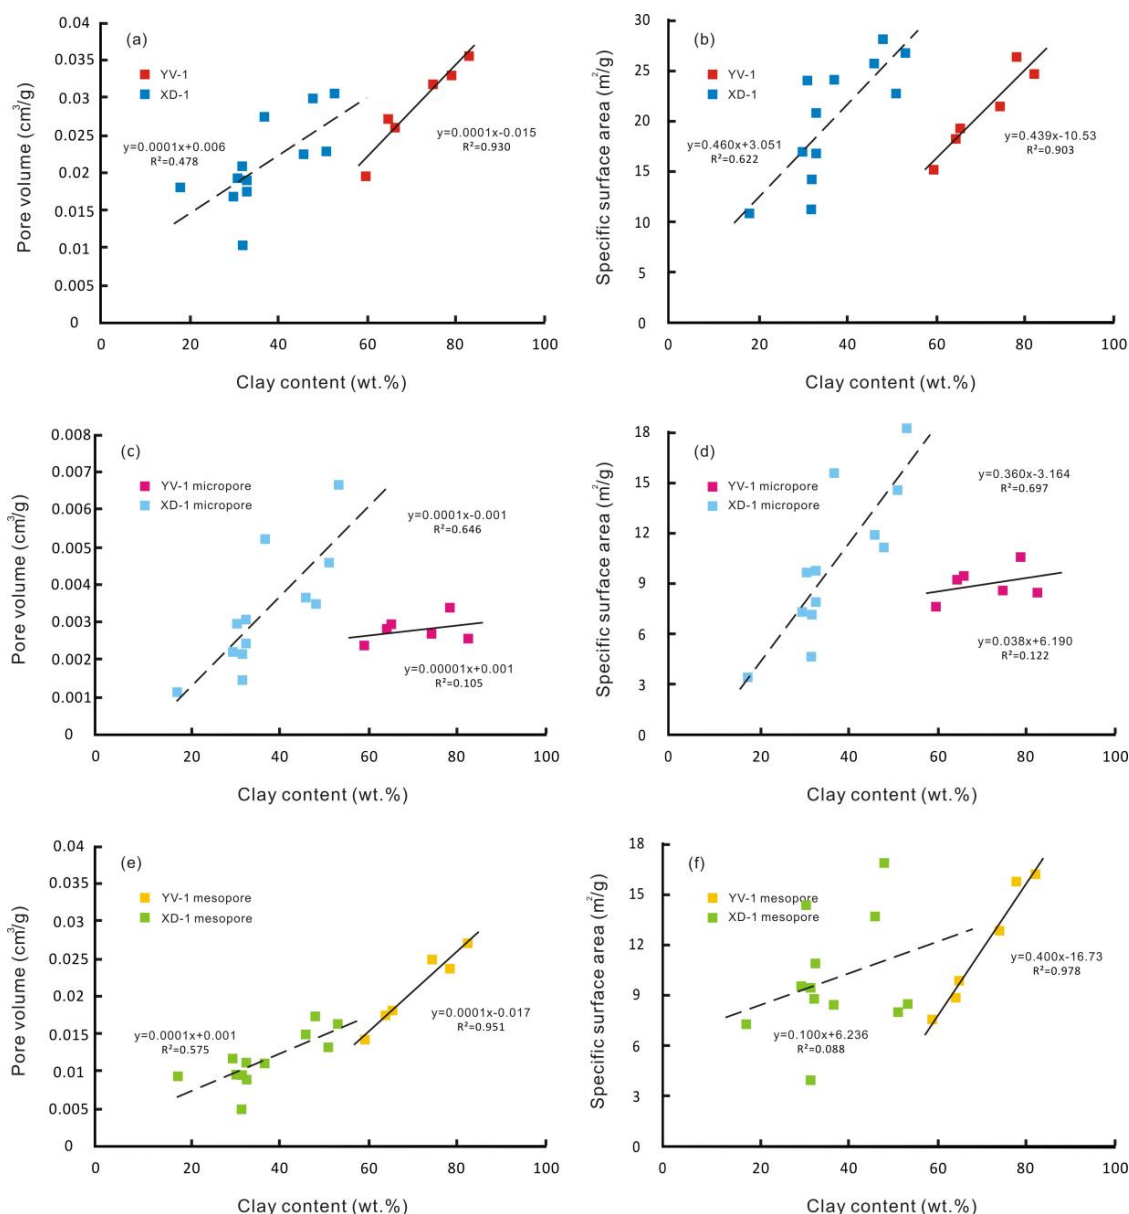 (a)
YV-1
XD-1
y=0.0001x+0.006
R²=0.478
y=0.0001x-0.015
R²=0.930
Pore volume (cm³/g)
0.04
0.035
0.03
0.025
0.02
0.015
0.01
0.005
0
0 20 40 60 80 100
Clay content (wt.%)
(b)
YV-1
XD-1
y=0.460x+3.051
R²=0.622
y=0.439x-10.53
R²=0.903
Specific surface area (m²/g)
30
25
20
15
10
5
0
0 20 40 60 80 100
Clay content (wt.%)
(c)
YV-1 micropore
XD-1 micropore
y=0.0001x-0.001
R²=0.646
y=0.00001x+0.001
R²=0.105
Pore volume (cm³/g)
0.008
0.007
0.006
0.005
0.004
0.003
0.002
0.001
0
0 20 40 60 80 100
Clay content (wt.%)
(d)
YV-1 micropore
XD-1 micropore
y=0.360x-3.164
R²=0.697
y=0.038x+6.190
R²=0.122
Specific surface area (m²/g)
18
15
12
9
6
3
0
0 20 40 60 80 100
Clay content (wt.%)
(e)
YV-1 mesopore
XD-1 mesopore
y=0.0001x+0.001
R²=0.575
y=0.0001x-0.017
R²=0.951
Pore volume (cm³/g)
0.04
0.035
0.03
0.025
0.02
0.015
0.01
0.005
0
0 20 40 60 80 100
Clay content (wt.%)
(f)
YV-1 mesopore
XD-1 mesopore
y=0.400x-16.73
R²=0.978
y=0.100x+6.236
R²=0.088
Specific surface area (m²/g)
18
15
12
9
6
3
0
0 20 40 60 80 100
Clay content (wt.%)